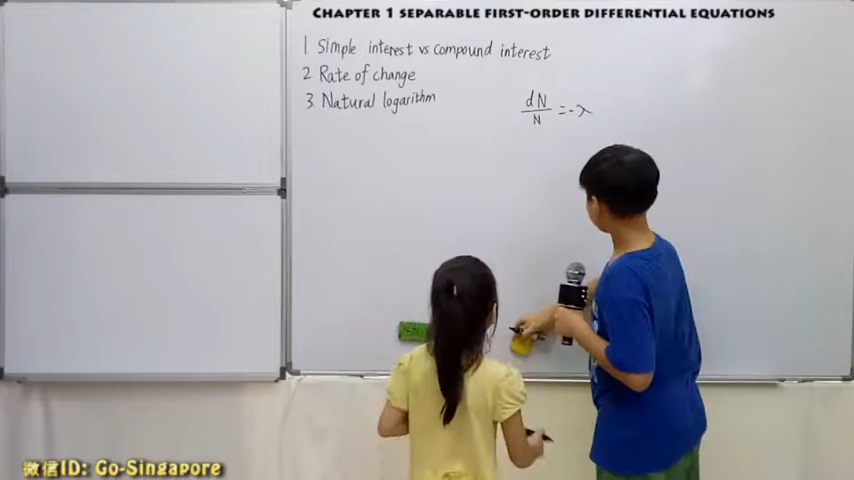 CHAPTER 1 SEPARABLE FIRST-ORDER DIFFERENTIAL EQUATIONS
1 Simple interest vs compound interest
2 Rate of change
3 Natural logarithm
dN
N
=-λ
微信ID: Go-Singapore